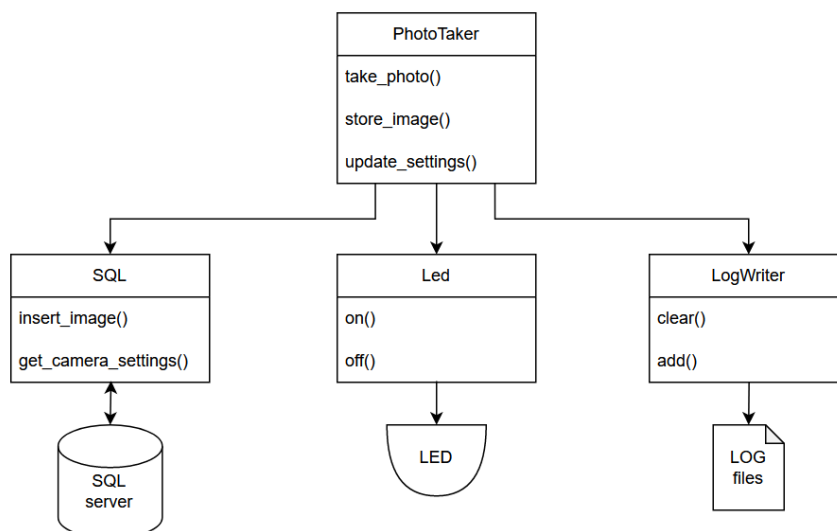 PhotoTaker
take_photo()
store_image()
update_settings()
SQL
insert_image()
get_camera_settings()
Led
on()
off()
LogWriter
clear()
add()
SQL
server
LED
LOG
files